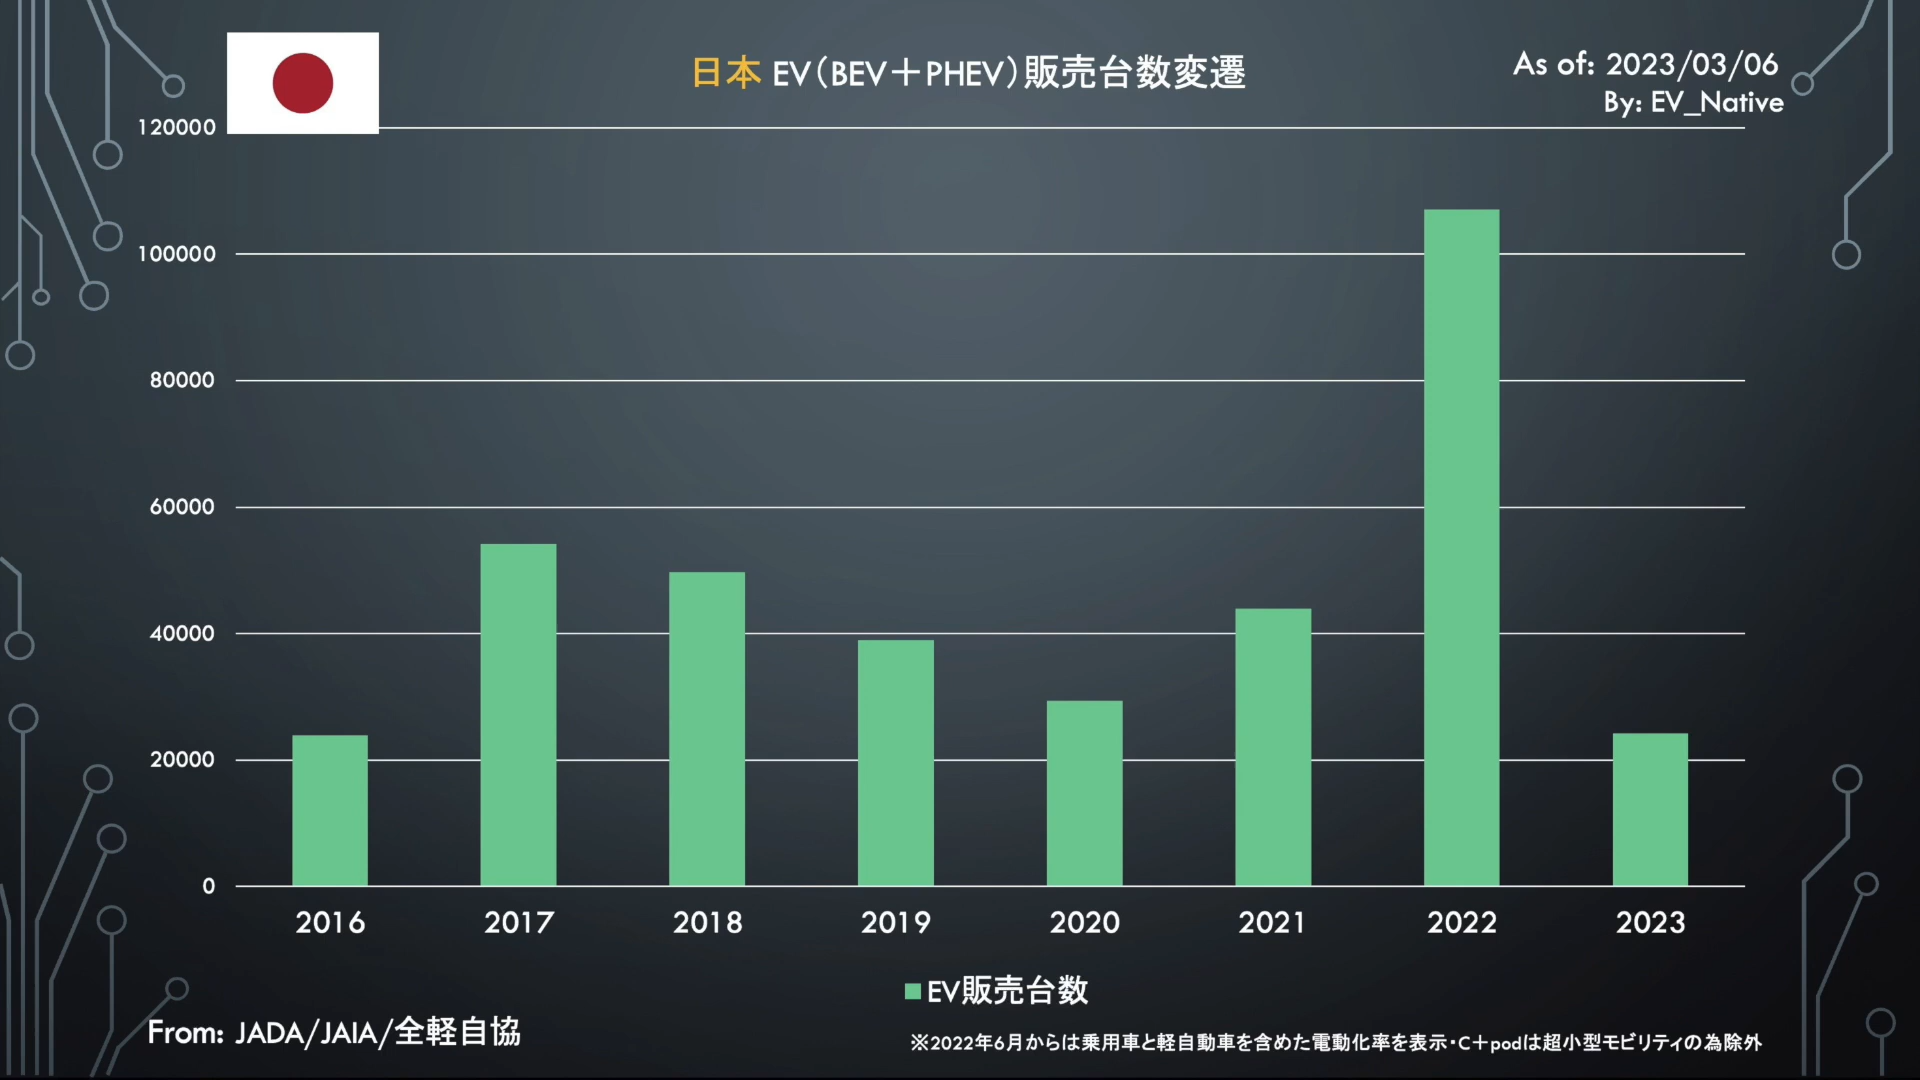 日本 EV(BEV+PHEV)販売台数変遷
As of: 2023/03/06
By: EV_Native
120000
100000
80000
60000
40000
20000
0
2016 2017 2018 2019 2020 2021 2022 2023
EV販売台数
From: JADA/JAIA/全軽自協
※2022年6月からは乗用車と軽自動車を含めた電動化率を表示・C+podは超小型モビリティの為除外